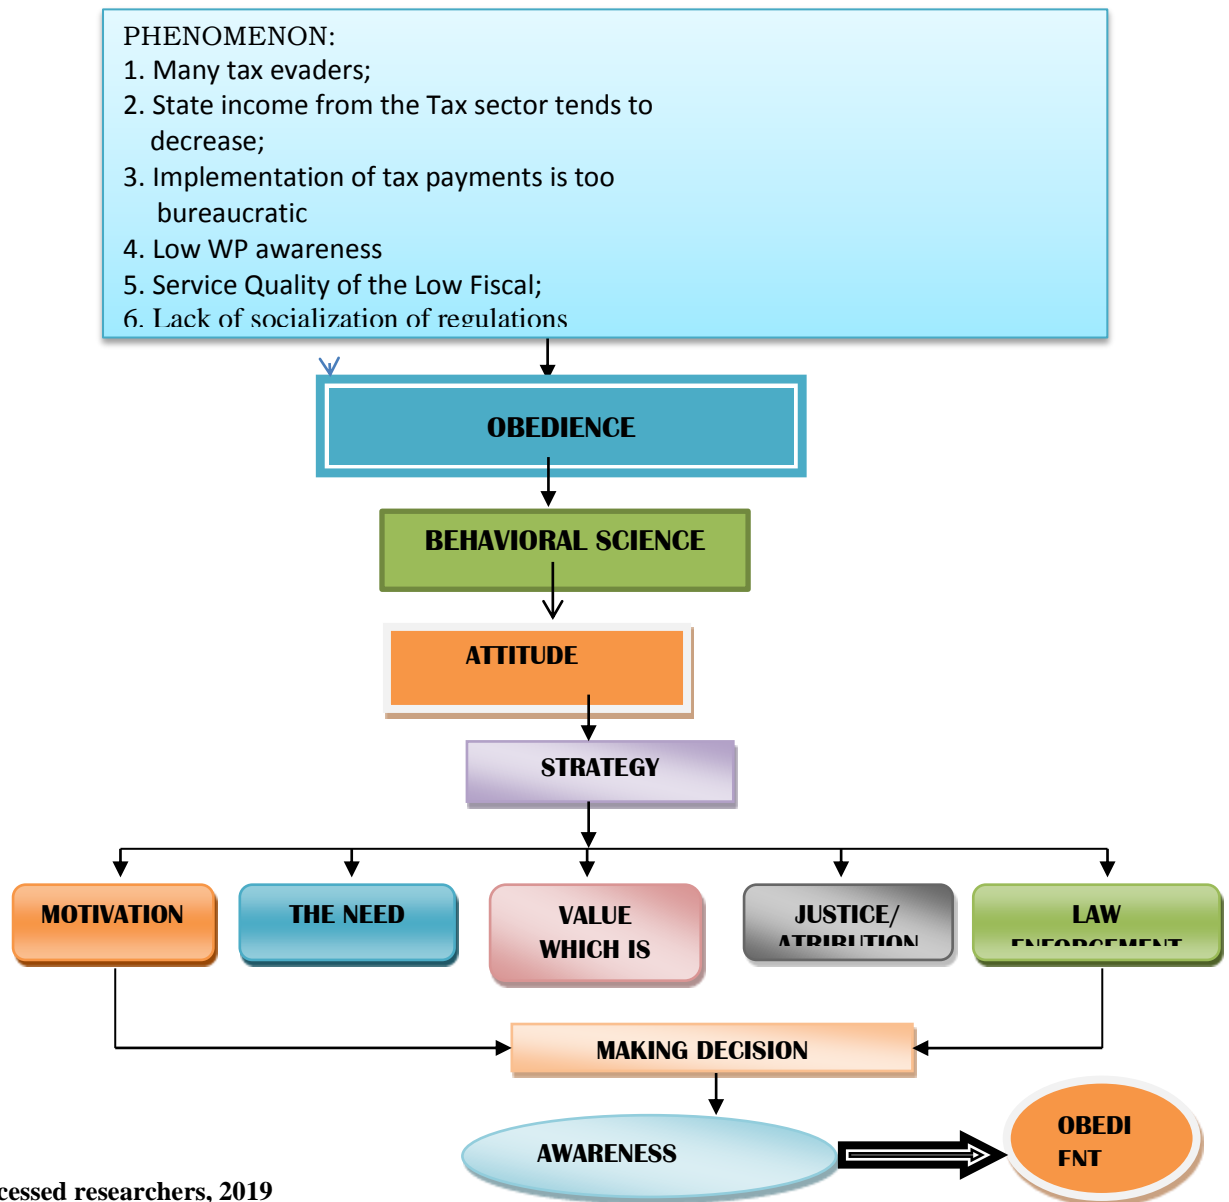 PHENOMENON:
1. Many tax evaders;
2. State income from the Tax sector tends to
decrease;
3. Implementation of tax payments is too
bureaucratic
4. Low WP awareness
5. Service Quality of the Low Fiscal;
6. Lack of socialization of regulations
OBEDIENCE
BEHAVIORAL SCIENCE
ATTITUDE
STRATEGY
MOTIVATION
THE NEED
VALUE
WHICH IS
JUSTICE/
ATRIBUTION
LAW
ENFORCEMENT
MAKING DECISION
AWARENESS
OBEDI
ENT
cessed researchers, 2019